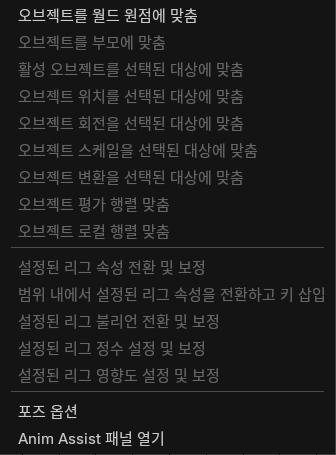 오브젝트를 월드 원점에 맞춤
오브젝트를 부모에 맞춤
활성 오브젝트를 선택된 대상에 맞춤
오브젝트 위치를 선택된 대상에 맞춤
오브젝트 회전을 선택된 대상에 맞춤
오브젝트 스케일을 선택된 대상에 맞춤
오브젝트 변환을 선택된 대상에 맞춤
오브젝트 평가 행렬 맞춤
오브젝트 로컬 행렬 맞춤
설정된 리그 속성 전환 및 보정
범위 내에서 설정된 리그 속성을 전환하고 키 삽입
설정된 리그 불리언 전환 및 보정
설정된 리그 정수 설정 및 보정
설정된 리그 영향도 설정 및 보정
포즈 옵션
Anim Assist 패널 열기